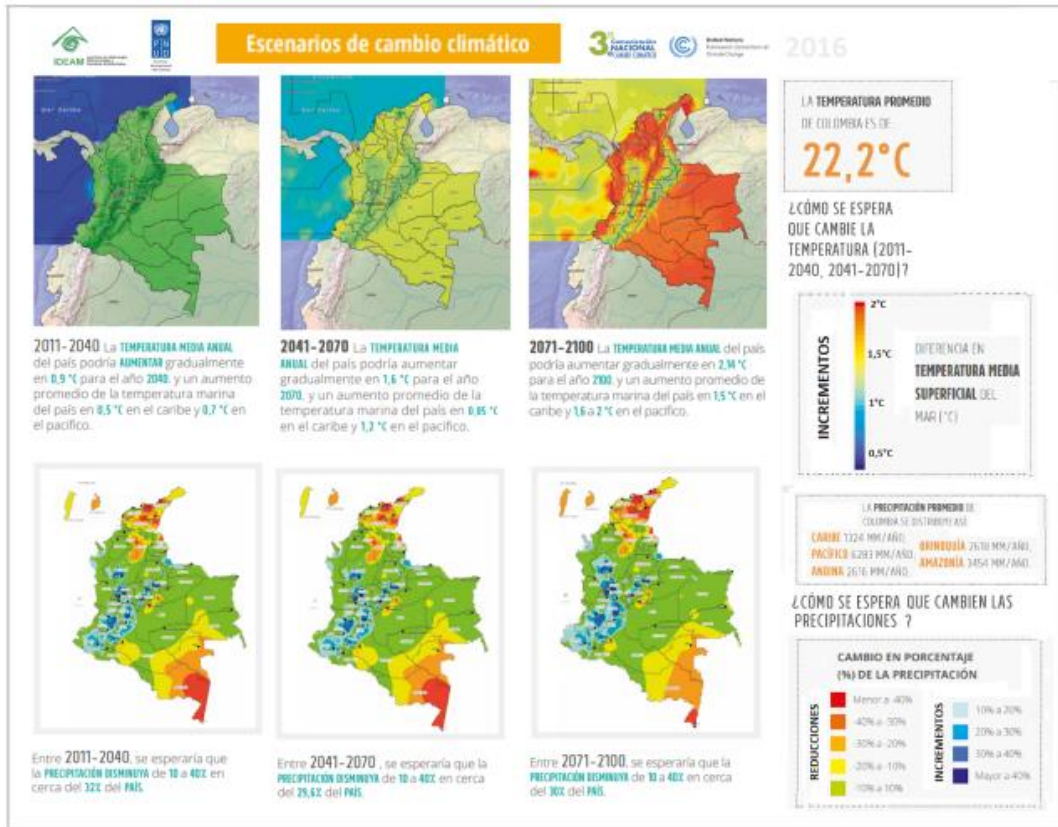 IDEAM
PNUD
Escenarios de cambio climático
3
Comunicación
NACIONAL
DE CAMBIO CLIMÁTICO
United Nations
Framework Convention on
Climate Change
2016
Mar Caribe
LA TEMPERATURA PROMEDIO
DE COLOMBIA ES DE:
22,2°C
¿CÓMO SE ESPERA
QUE CAMBIE LA
TEMPERATURA (2011-
2040, 2041-2070)?
INCREMENTOS
2°C
1,5°C
1°C
0,5°C
DIFERENCIA EN
TEMPERATURA MEDIA
SUPERFICIAL DEL
MAR (°C)
2011-2040 La TEMPERATURA MEDIA ANUAL
del país podría AUMENTAR gradualmente
en 0,9 °C para el año 2040, y un aumento
promedio de la temperatura marina
del país en 0,5 °C en el caribe y 0,7 °C en
el pacifico.
2041-2070 La TEMPERATURA MEDIA
ANUAL del país podría aumentar
gradualmente en 1,6 °C para el año
2070, y un aumento promedio de la
temperatura marina del país en 0,85 °C
en el caribe y 1,2 °C en el pacifico.
2071-2100 La TEMPERATURA MEDIA ANUAL del país
podría aumentar gradualmente en 2,14 °C
para el año 2100, y un aumento promedio de
la temperatura marina del país en 1,5 °C en el
caribe y 1,6 a 2 °C en el pacifico.
LA PRECIPITACIÓN PROMEDIO DE
COLOMBIA SE DISTRIBUYE ASÍ:
CARIBE 1324 MM/AÑO,
PACÍFICO 6283 MM/AÑO,
ANDINA 2616 MM/AÑO,
ORINOQUÍA 2618 MM/AÑO,
AMAZONÍA 3454 MM/AÑO.
¿CÓMO SE ESPERA QUE CAMBIEN LAS
PRECIPITACIONES ?
CAMBIO EN PORCENTAJE
(%) DE LA PRECIPITACIÓN
REDUCCIONES
Menor a -40%
-40% a -30%
-30% a -20%
-20% a -10%
-10% a 10%
INCREMENTOS
10% a 20%
20% a 30%
30% a 40%
Mayor a 40%
Entre 2011-2040, se esperaría que
la PRECIPITACIÓN DISMINUYA de 10 a 40% en
cerca del 32% del PAÍS.
Entre 2041-2070 , se esperaría que la
PRECIPITACIÓN DISMINUYA de 10 a 40% en cerca
del 29,6% del PAÍS.
Entre 2071-2100, se esperaría que la
PRECIPITACIÓN DISMINUYA de 10 a 40% en cerca del
30% del PAÍS.